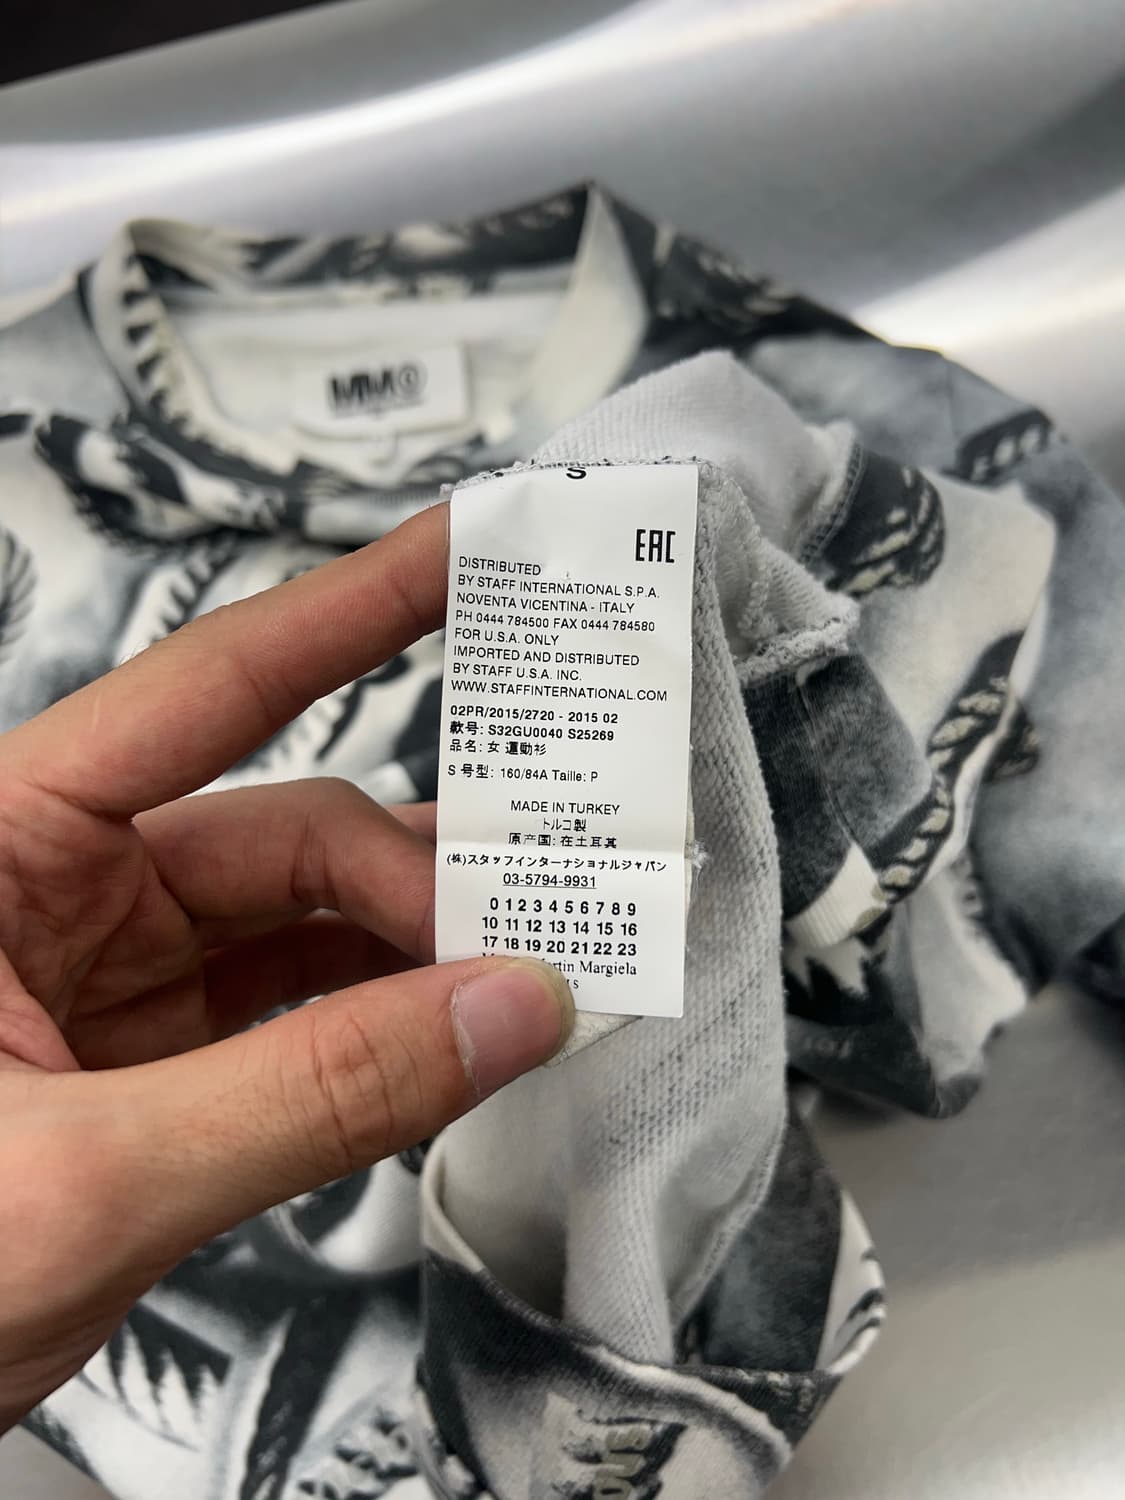 MM⑥
S
EAC
DISTRIBUTED
BY STAFF INTERNATIONAL S.P.A.
NOVENTA VICENTINA - ITALY
PH 0444 784500 FAX 0444 784580
FOR U.S.A. ONLY
IMPORTED AND DISTRIBUTED
BY STAFF U.S.A. INC.
WWW.STAFFINTERNATIONAL.COM
02PR/2015/2720 - 2015 02
款号: S32GU0040 S25269
品名: 女 運動衫
S 号型: 160/84A Taille: P
MADE IN TURKEY
トルコ製
原产国: 在土耳其
(株)スタッフインターナショナルジャパン
03-5794-9931
0 1 2 3 4 5 6 7 8 9
10 11 12 13 14 15 16
17 18 19 20 21 22 23
Margiela